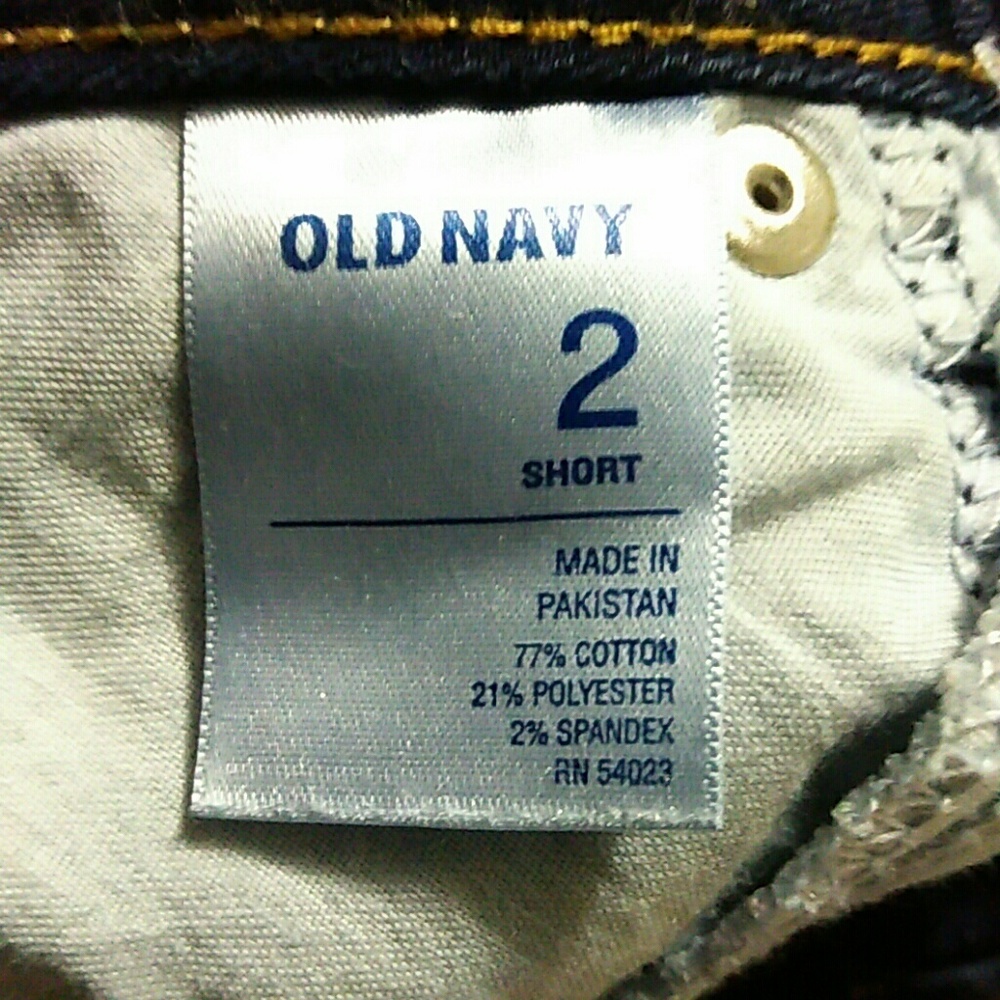 OLD NAVY
2
SHORT
MADE IN
PAKISTAN
77% COTTON
21% POLYESTER
2% SPANDEX
RN 54023